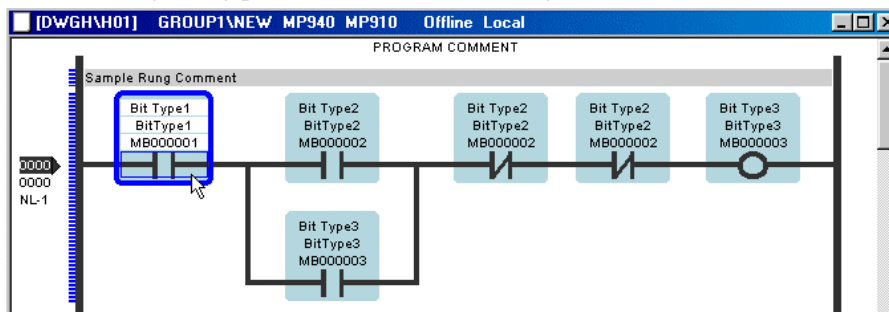 [DWGH\H01] GROUP1\NEW MP940 MP910 Offline Local
PROGRAM COMMENT
Sample Rung Comment
Bit Type1 Bit Type2 Bit Type2 Bit Type2 Bit Type3
BitType1 BitType2 BitType2 BitType2 BitType3
MB000001 MB000002 MB000002 MB000002 MB000003
0000
0000
NL-1
Bit Type3
BitType3
MB000003